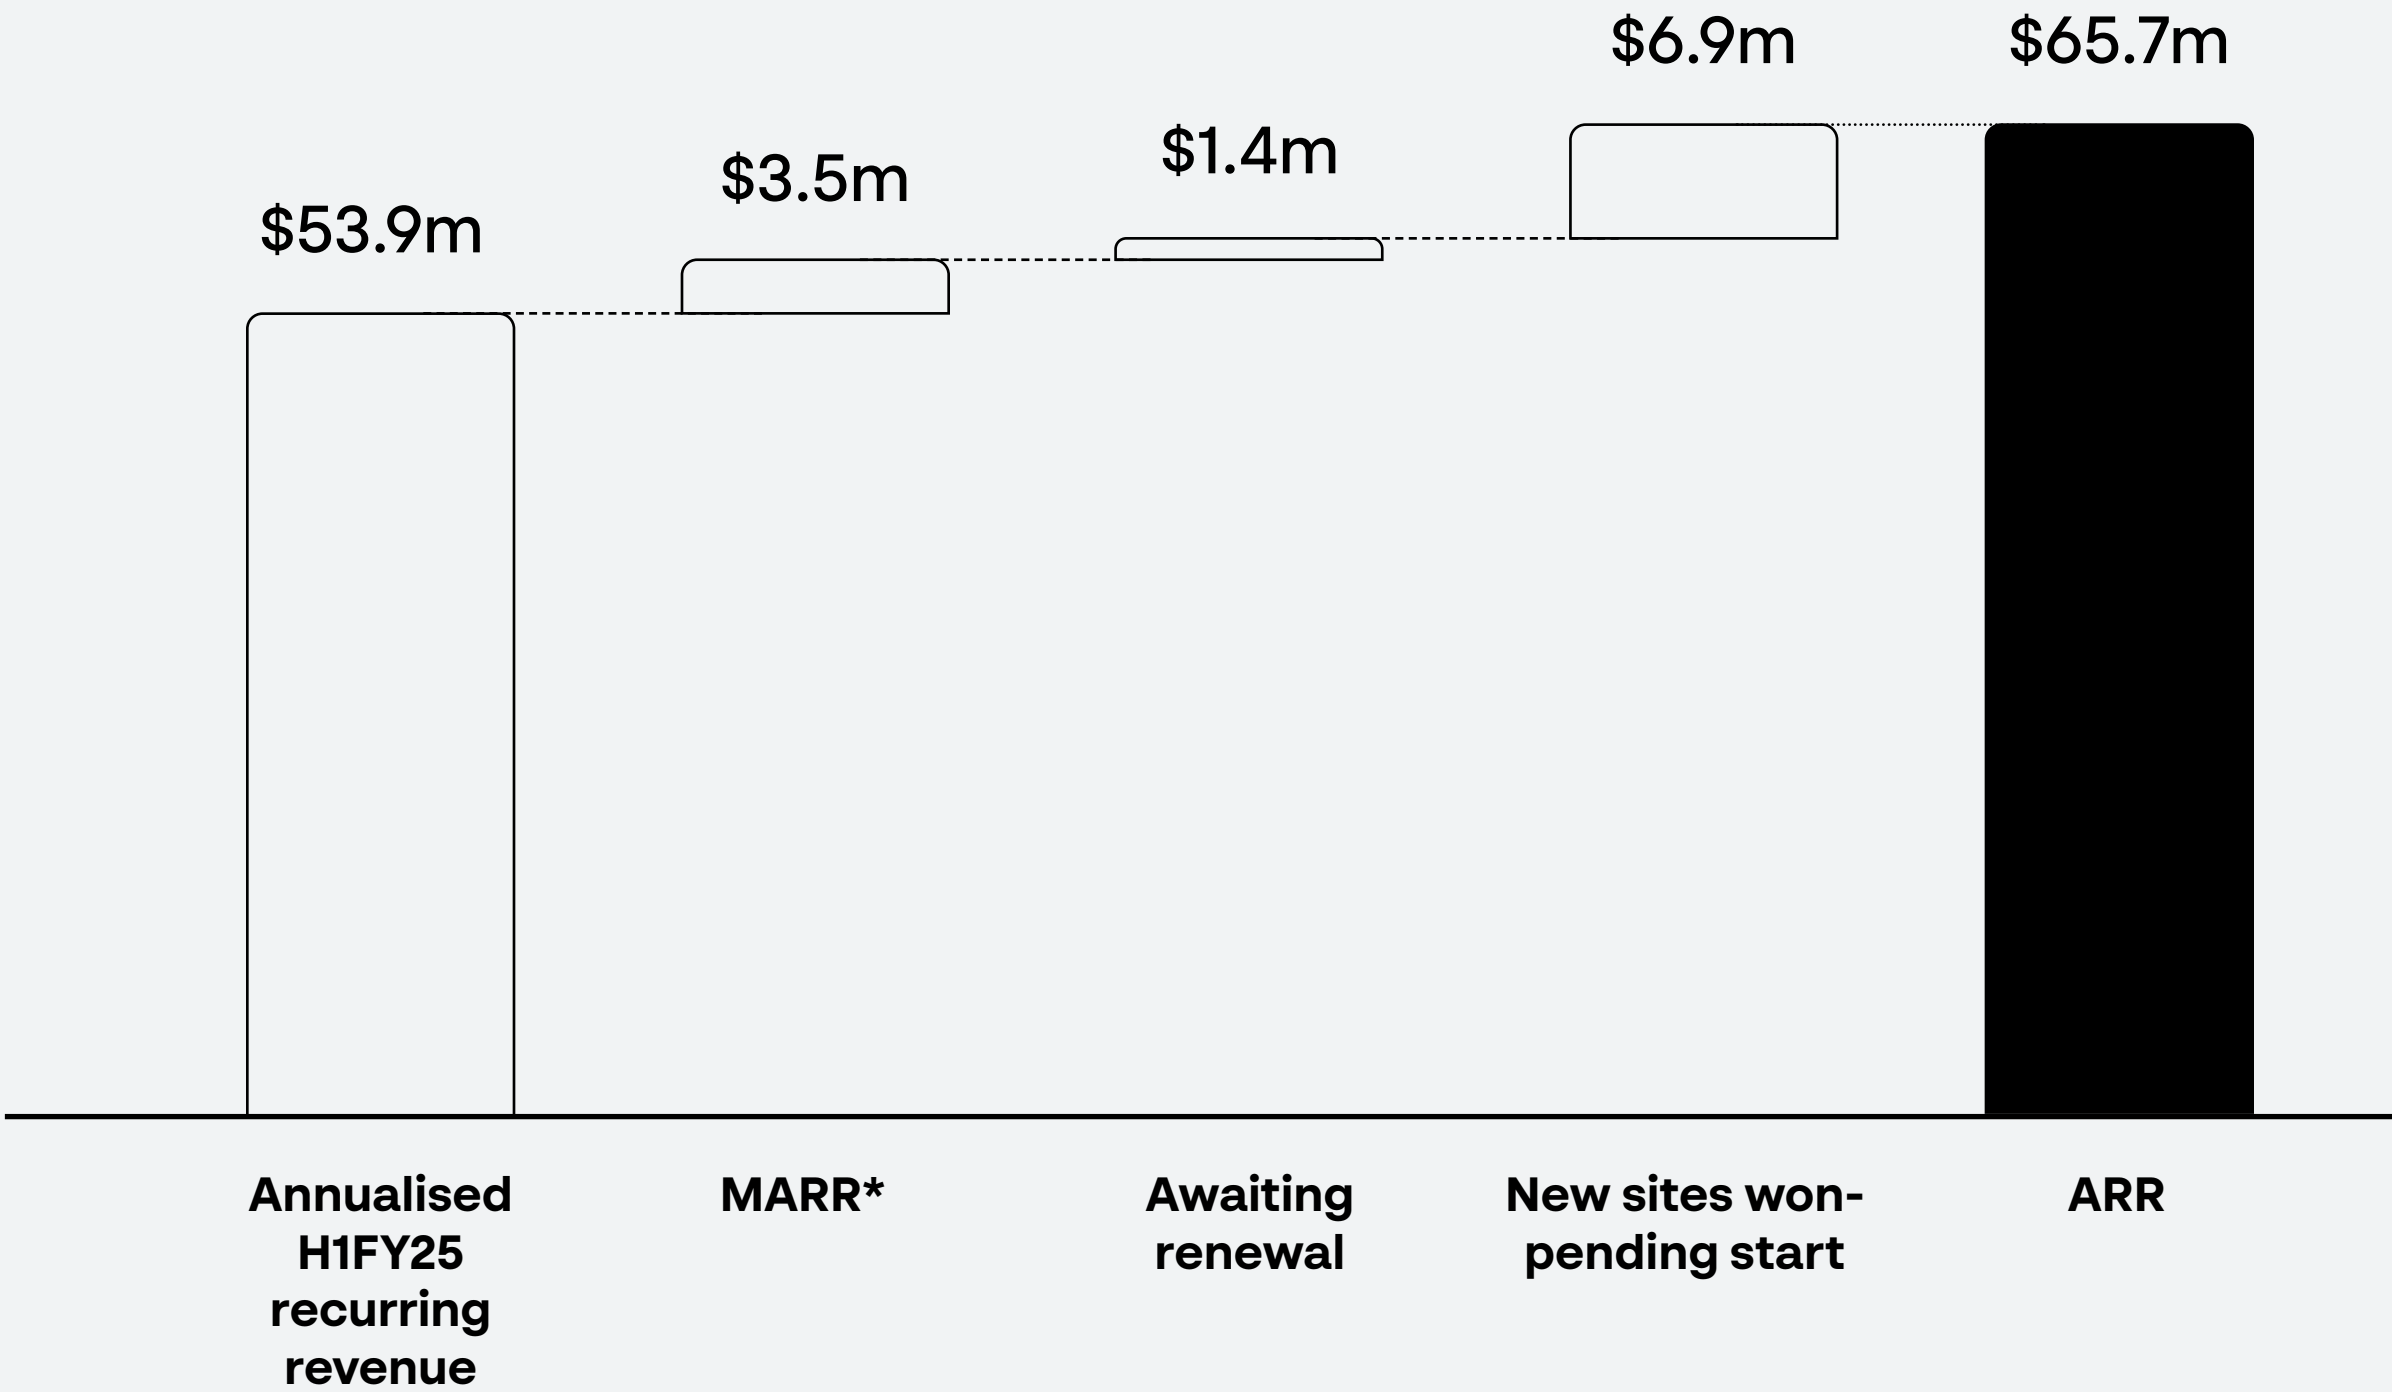 $53.9m
$3.5m
$1.4m
$6.9m
$65.7m
Annualised
H1FY25
recurring
revenue
MARR*
Awaiting
renewal
New sites won-
pending start
ARR